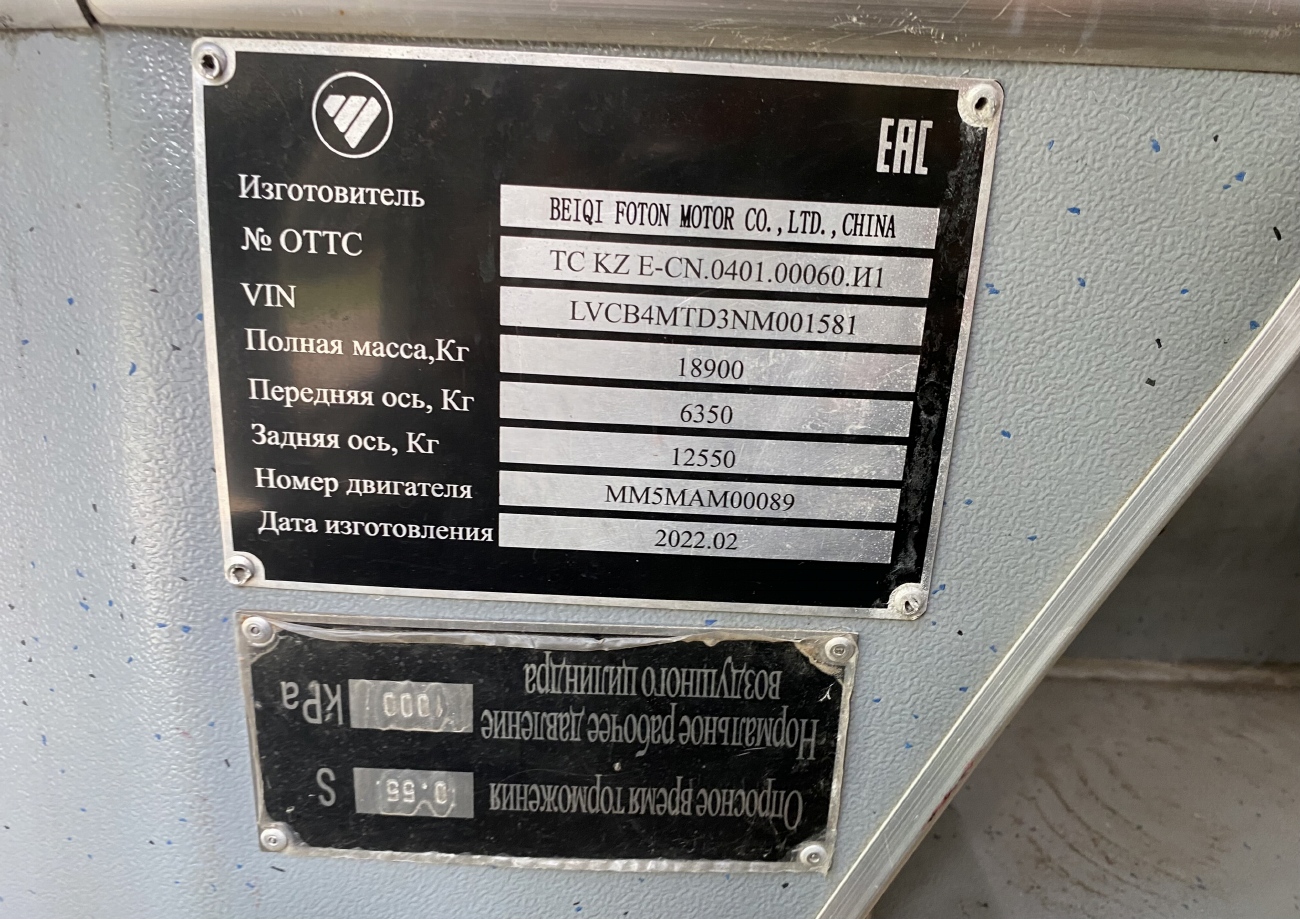 EAC
Изготовитель BEIQI FOTON MOTOR CO.,LTD.,CHINA
№ ОТТС ТС KZ E-CN.0401.00060.И1
VIN LVCB4MTD3NM001581
Полная масса,Кг 18900
Передняя ось, Кг 6350
Задняя ось, Кг 12550
Номер двигателя MM5MAM00089
Дата изготовления 2022.02
Опросное время торможения 0.55 S
Нормальное рабочее давление
воздушного цилиндра 1000 kPa